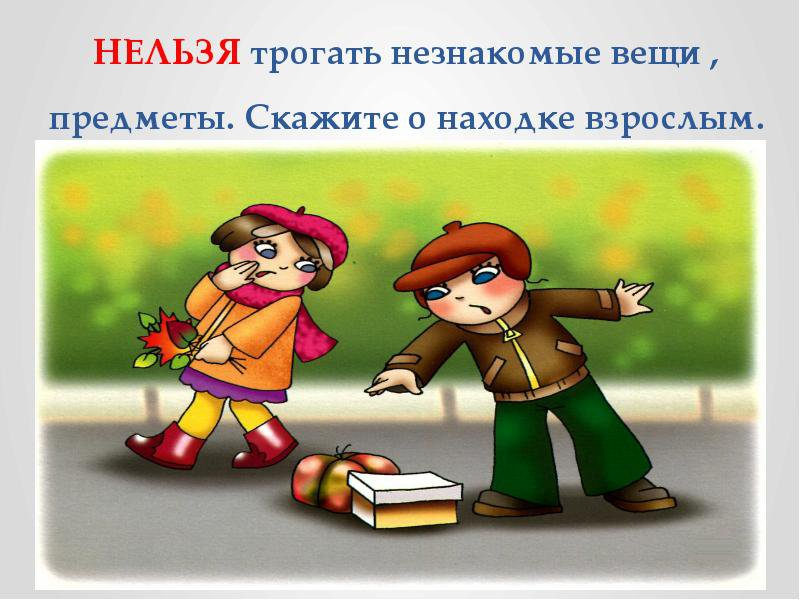 НЕЛЬЗЯ трогать незнакомые вещи ,
предметы. Скажите о находке взрослым.